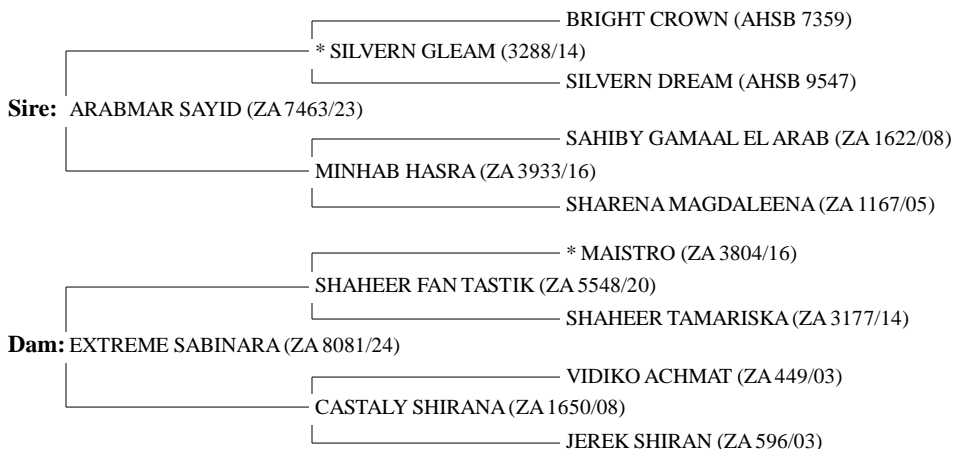 BRIGHT CROWN (AHSB 7359)
* SILVERN GLEAM (3288/14)
SILVERN DREAM (AHSB 9547)
Sire: ARABMAR SAYID (ZA 7463/23)
SAHIBY GAMAAL EL ARAB (ZA 1622/08)
MINHAB HASRA (ZA 3933/16)
SHARENA MAGDALEENA (ZA 1167/05)
* MAISTRO (ZA 3804/16)
SHAHEER FAN TASTIK (ZA 5548/20)
SHAHEER TAMARISKA (ZA 3177/14)
Dam: EXTREME SABINARA (ZA 8081/24)
VIDIKO ACHMAT (ZA 449/03)
CASTALY SHIRANA (ZA 1650/08)
JEREK SHIRAN (ZA 596/03)